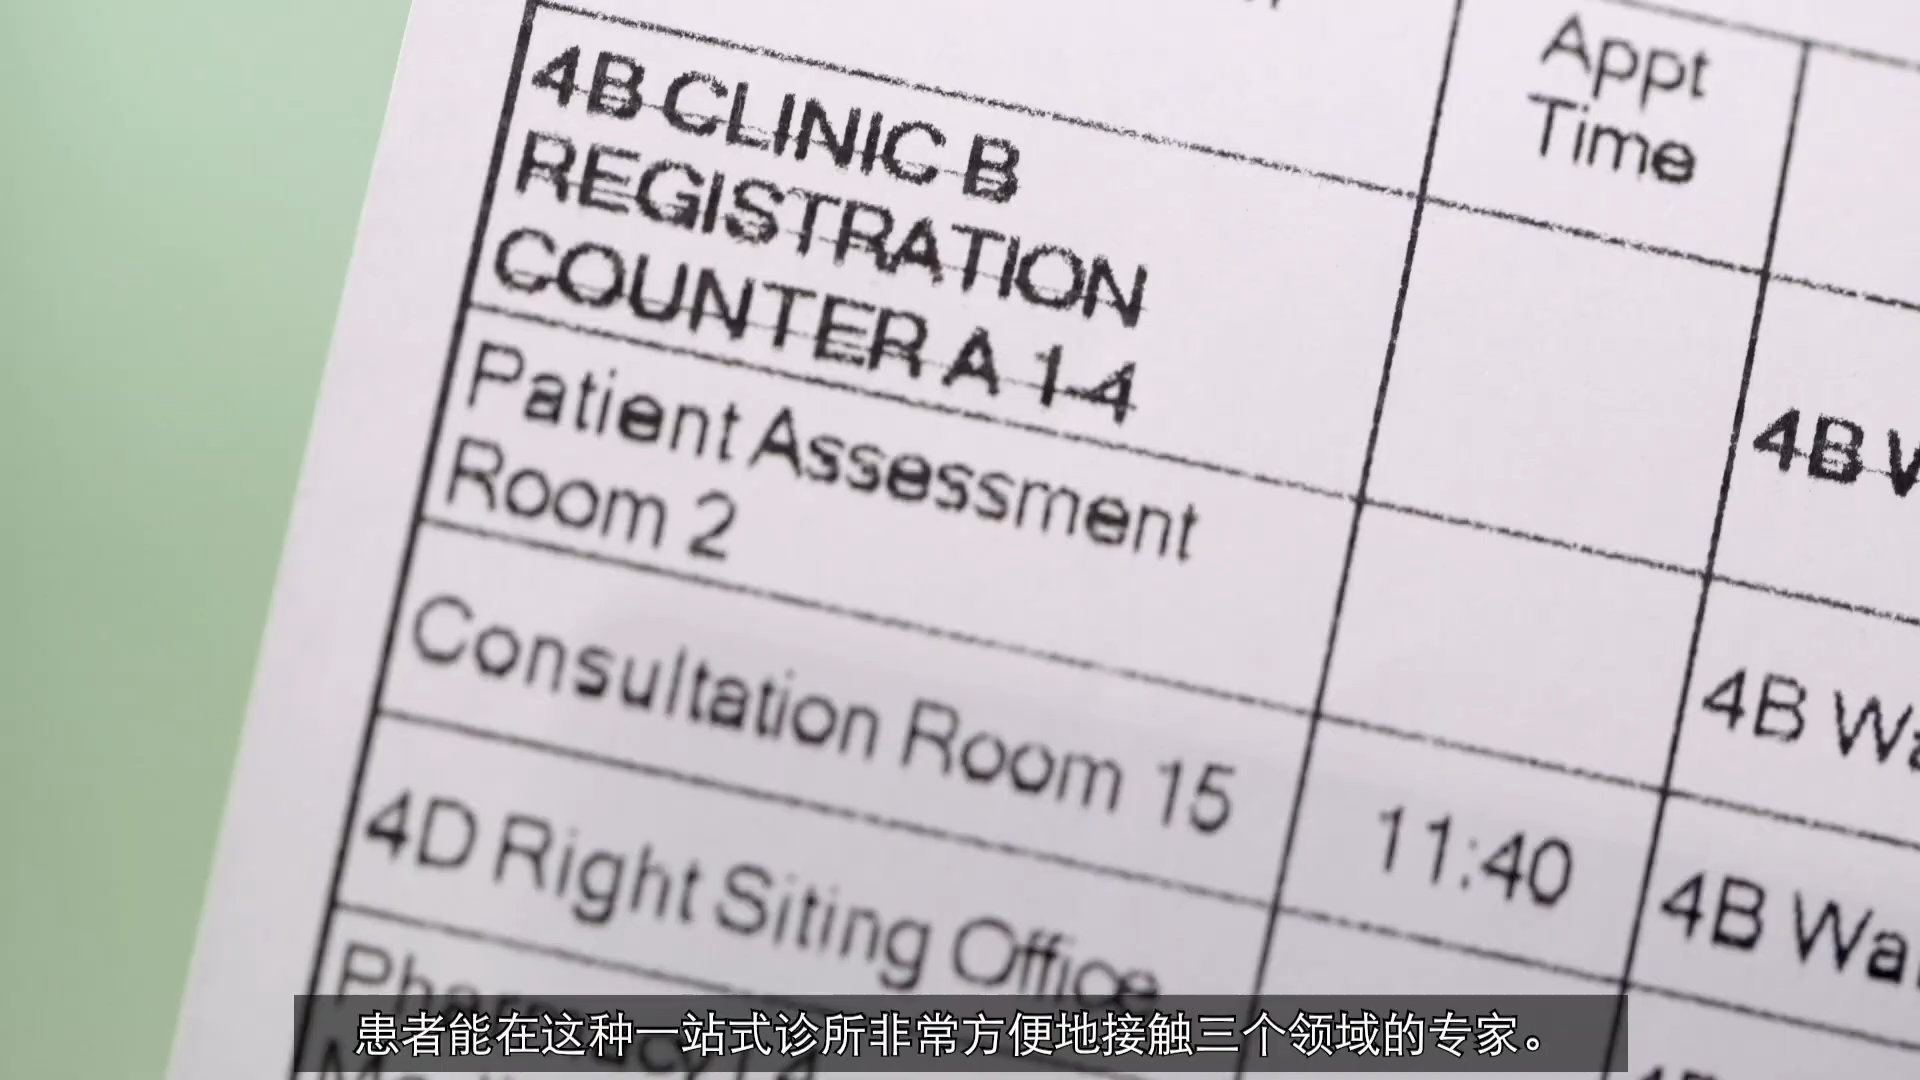 Appt
Time
4B CLINIC B
REGISTRATION
COUNTER A 1-4
4B
Patient Assessment
Room 2
4B
Consultation Room 15
11:40
4B
4D Right Siting Office
患者能在这种一站式诊所非常方便地接触三个领域的专家。